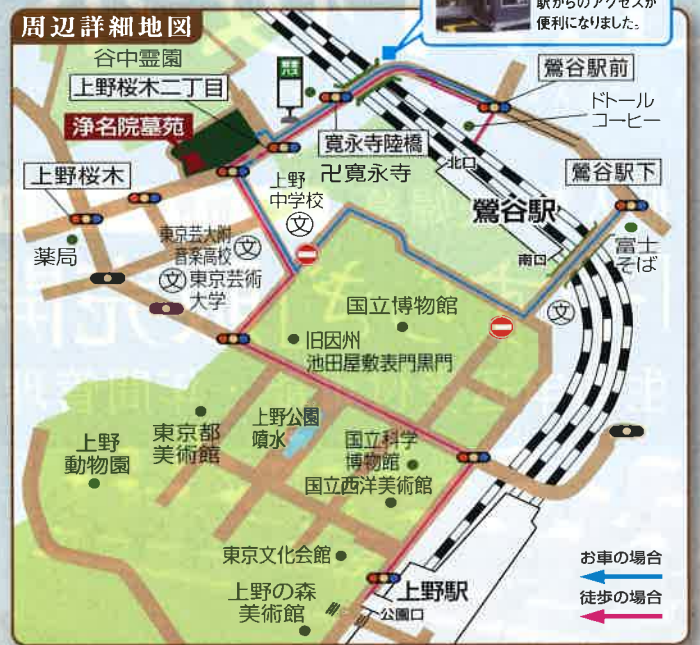 周辺詳細地図
駅からのアクセスが
便利になりました。
谷中霊園
無料
バス
上野桜木二丁目
鶯谷駅前
ドトール
コーヒー
浄名院墓苑
寛永寺陸橋
北口
上野桜木
上野
中学校
文
卍寛永寺
鶯谷駅下
鶯谷駅
南口
富士
そば
文
薬局
東京芸大附
音楽高校
文
文
東京芸術
大学
国立博物館
旧因州
池田屋敷表門黒門
上野
動物園
東京都
美術館
上野公園
噴水
国立科学
博物館
国立西洋美術館
東京文化会館
上野の森
美術館
上野駅
公園口
お車の場合
徒歩の場合